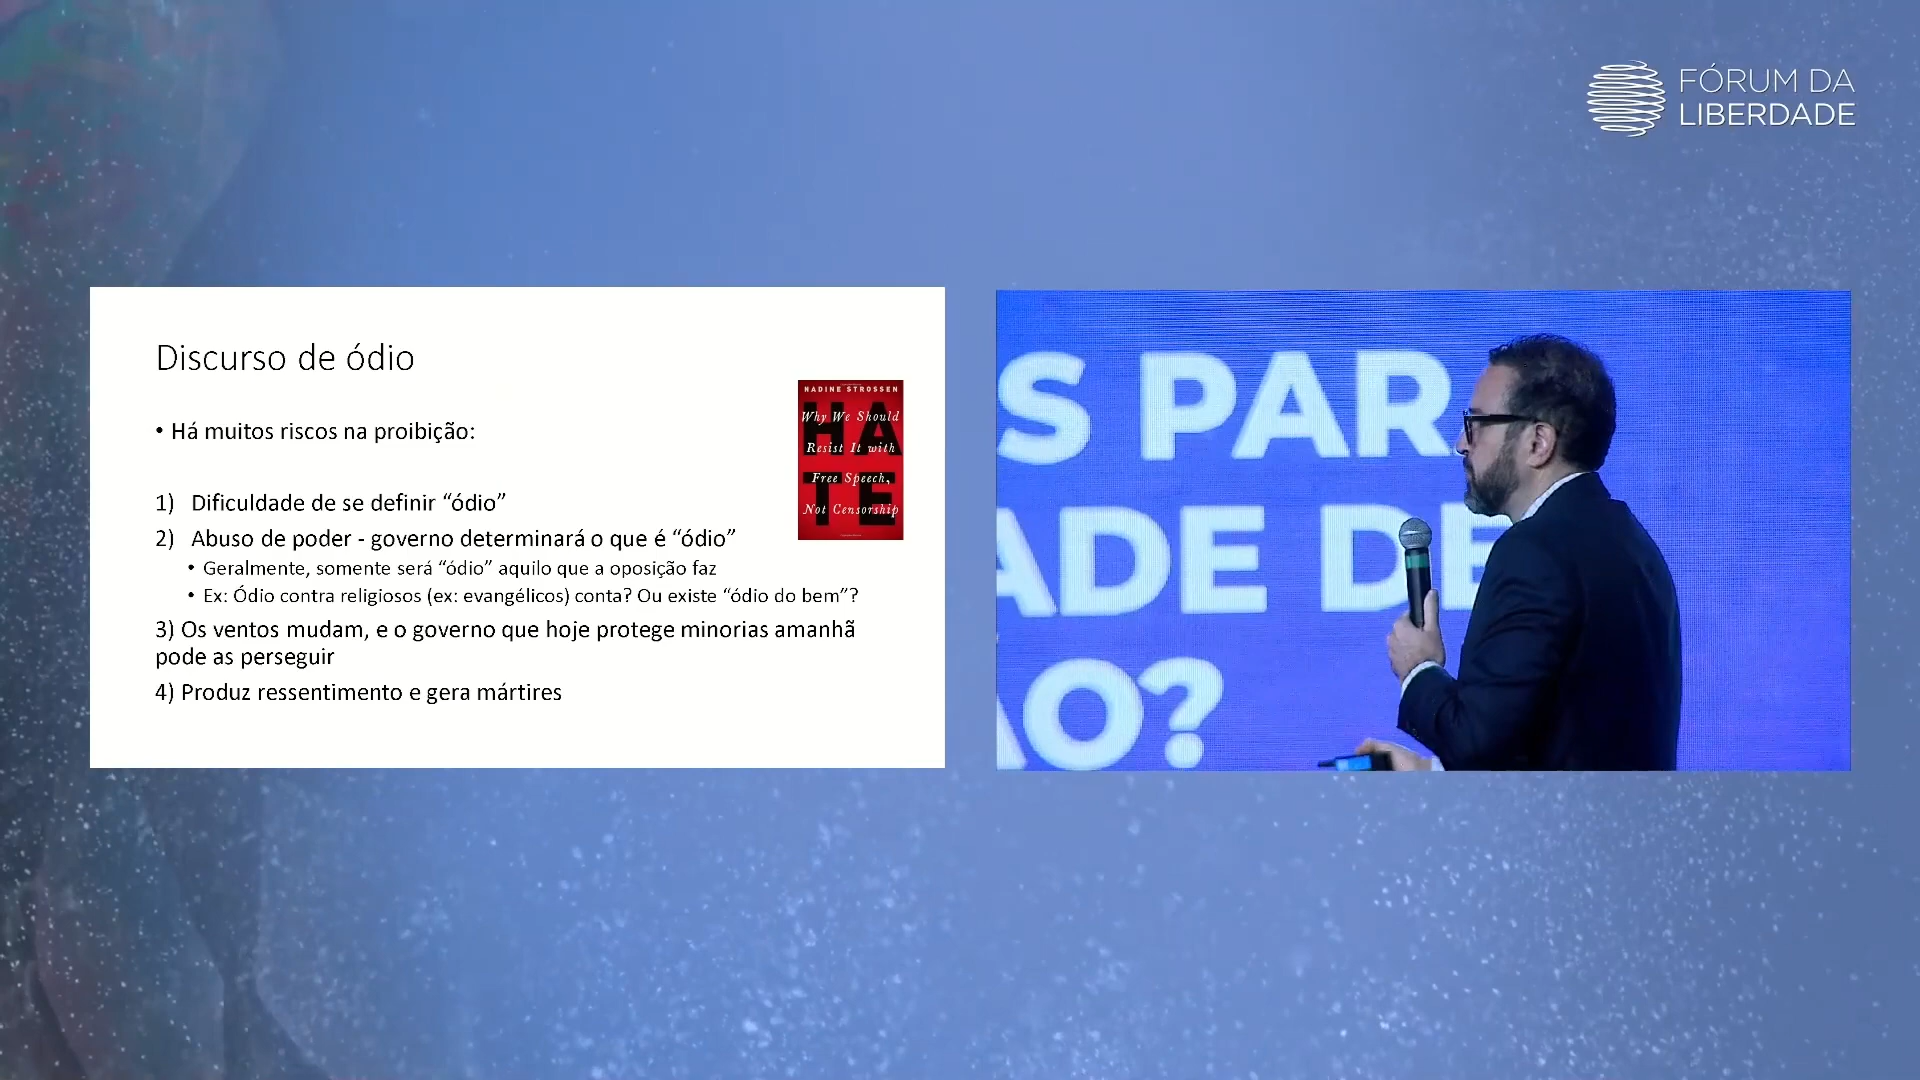 FÓRUM DA
LIBERDADE
Discurso de ódio
• Há muitos riscos na proibição:
1) Dificuldade de se definir “ódio”
2) Abuso de poder - governo determinará o que é “ódio”
• Geralmente, somente será “ódio” aquilo que a oposição faz
• Ex: Ódio contra religiosos (ex: evangélicos) conta? Ou existe “ódio do bem”?
3) Os ventos mudam, e o governo que hoje protege minorias amanhã
pode as perseguir
4) Produz ressentimento e gera mártires
NADINE STROSSEN
HATE
Why We Should
Resist It with
Free Speech,
Not Censorship
S PAR
ADE DE
ÃO?